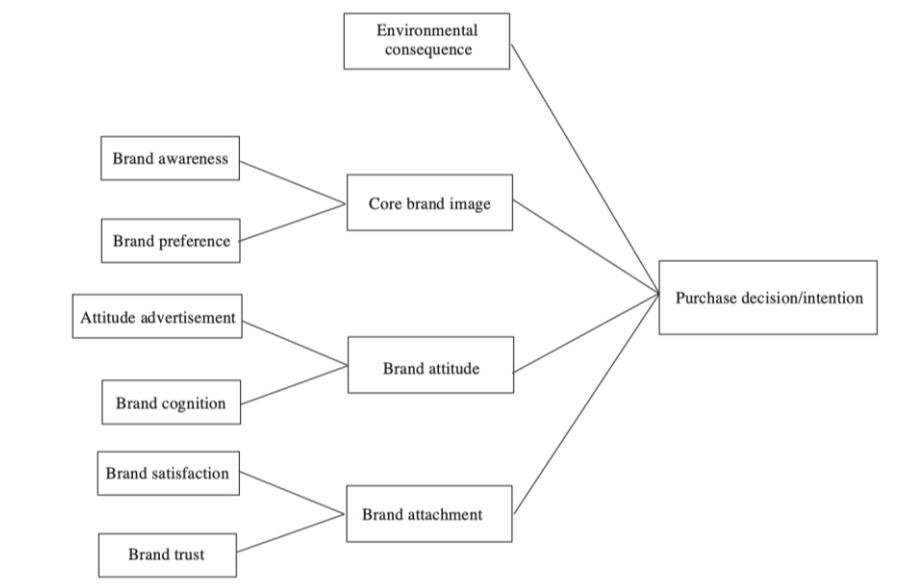 Environmental
consequence
Brand awareness
Core brand image
Brand preference
Purchase decision/intention
Attitude advertisement
Brand attitude
Brand cognition
Brand satisfaction
Brand attachment
Brand trust